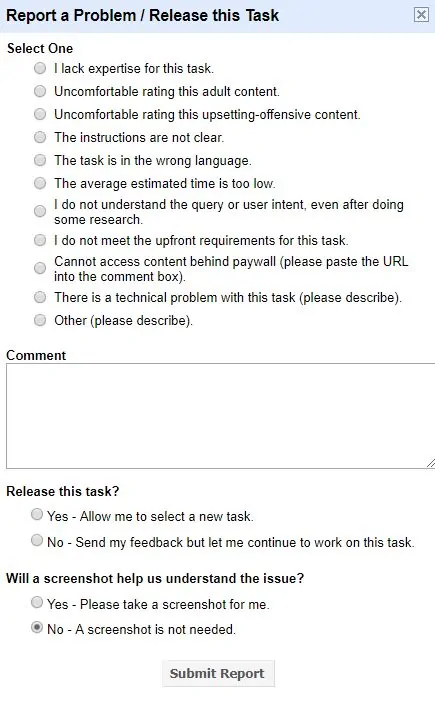 Report a Problem / Release this Task
Select One
I lack expertise for this task.
Uncomfortable rating this adult content.
Uncomfortable rating this upsetting-offensive content.
The instructions are not clear.
The task is in the wrong language.
The average estimated time is too low.
I do not understand the query or user intent, even after doing
some research.
I do not meet the upfront requirements for this task.
Cannot access content behind paywall (please paste the URL
into the comment box).
There is a technical problem with this task (please describe).
Other (please describe).
Comment
Release this task?
Yes - Allow me to select a new task.
No - Send my feedback but let me continue to work on this task.
Will a screenshot help us understand the issue?
Yes - Please take a screenshot for me.
No - A screenshot is not needed.
Submit Report